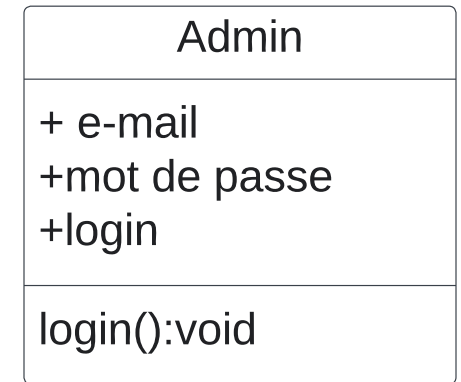 Admin
+ e-mail
+mot de passe
+login
login():void